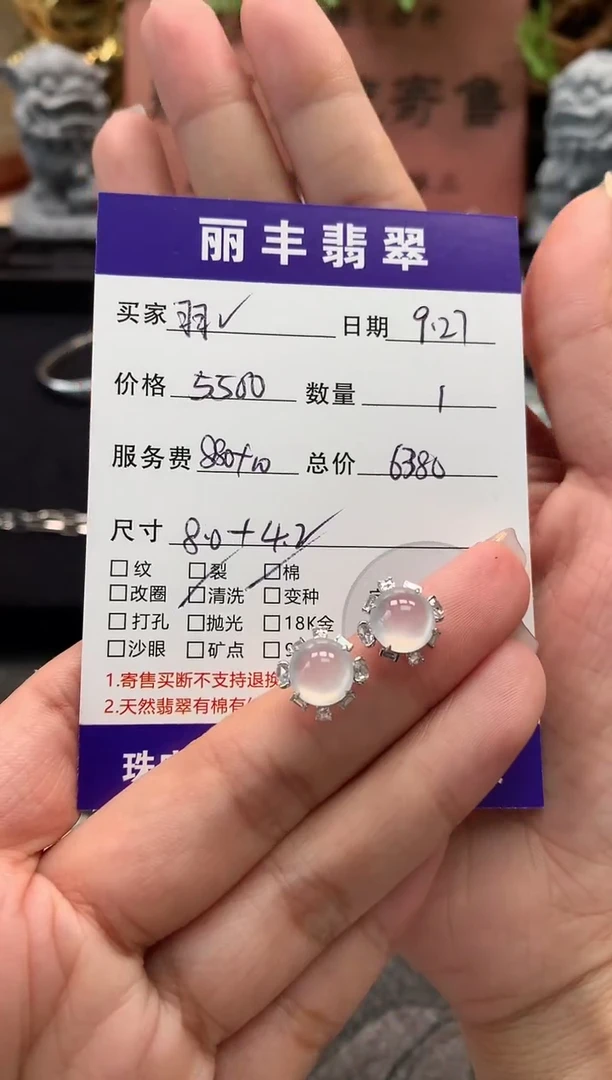 寄售
丽丰翡翠
买家 羽✓ 日期 9.27
价格 5500 数量 1
服务费 880+10 总价 6380
尺寸 8.0+4.2
□纹 □裂 □棉
□改圈 □清洗 □变种
□打孔 □抛光 □18K金
□沙眼 □矿点
1.寄售买断不支持退换
2.天然翡翠有棉有
珠